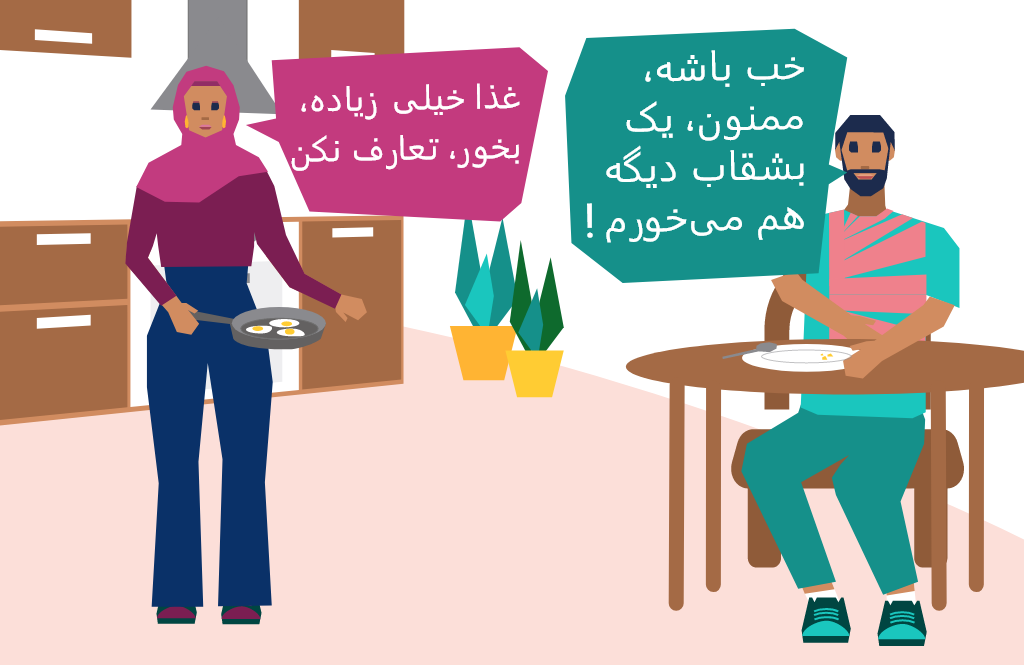 غذا خیلی زیاده،
بخور، تعارف نکن
خب باشه،
ممنون، یک
بشقاب دیگه
هم می‌خورم!